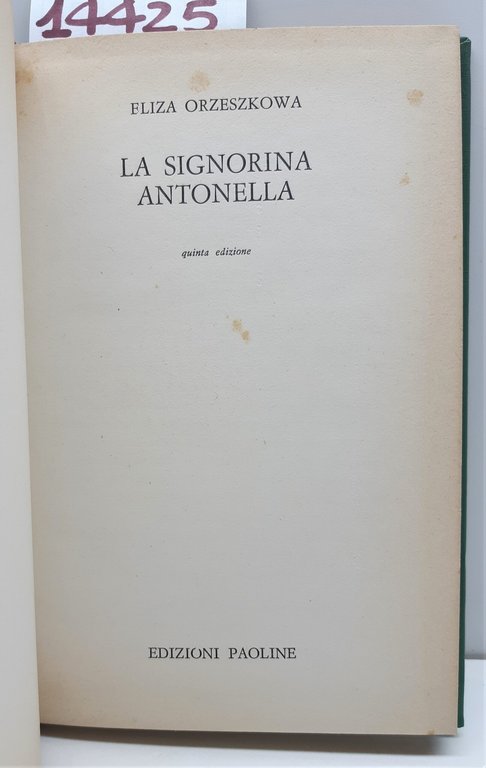 14425
ELIZA ORZESZKOWA
LA SIGNORINA
ANTONELLA
quinta edizione
EDIZIONI PAOLINE